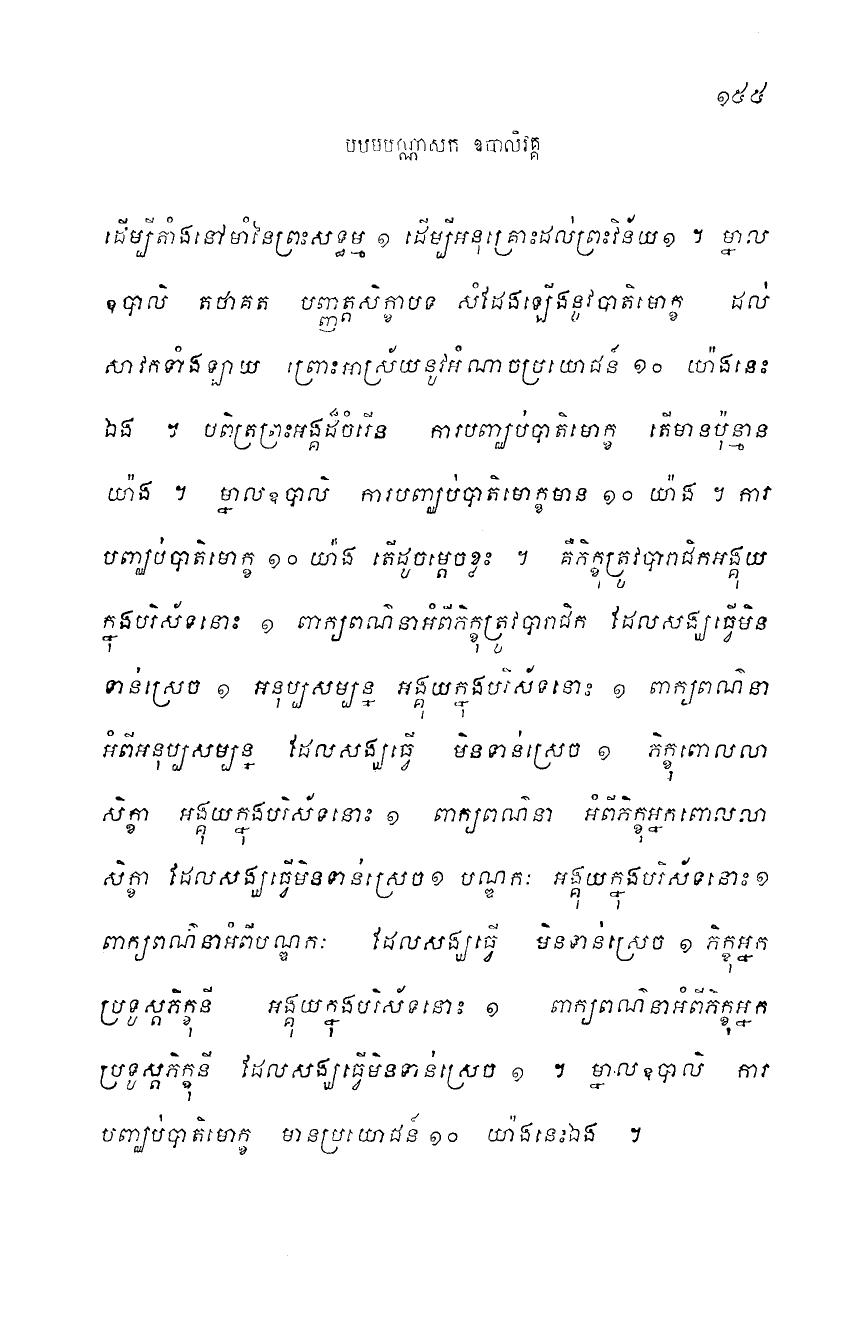 ១៥៥
បឋមបណ្ណាសក ឧបាលិវគ្គ
ដើម្បីតាំងនៅមាំនៃព្រះសទ្ធម្ម ១ ដើម្បីអនុគ្រោះដល់ព្រះវិន័យ១ ។ ម្នាល
ឧបាលិ តថាគត បញ្ញត្តសិក្ខាបទ សំដែងឡើងនូវបាតិមោក្ខ ដល់
សាវកទាំងឡាយ ព្រោះអាស្រ័យនូវអំណាចប្រយោជន៍ ១០ យ៉ាងនេះ
ឯង ។ បពិត្រព្រះអង្គដ៏ចំរើន ការបញ្ឈប់បាតិមោក្ខ តើមានប៉ុន្មាន
យ៉ាង ។ ម្នាលឧបាលិ ការបញ្ឈប់បាតិមោក្ខមាន ១០ យ៉ាង ។ ការ
បញ្ឈប់បាតិមោក្ខ ១០ យ៉ាង តើដូចម្តេចខ្លះ ។ គឺភិក្ខុត្រូវបារាជិកអង្គុយ
ក្នុងបរិស័ទនោះ ១ ពាក្យពណ៌នាអំពីភិក្ខុត្រូវបារាជិក ដែលសង្ឃធ្វើមិន
ទាន់ស្រេច ១ អនុប្បសម្បន្ន អង្គុយក្នុងបរិស័ទនោះ ១ ពាក្យពណ៌នា
អំពីអនុប្បសម្បន្ន ដែលសង្ឃធ្វើ មិនទាន់ស្រេច ១ ភិក្ខុពោលលា
សិក្ខា អង្គុយក្នុងបរិស័ទនោះ ១ ពាក្យពណ៌នា អំពីភិក្ខុអ្នកពោលលា
សិក្ខា ដែលសង្ឃធ្វើមិនទាន់ស្រេច១ បណ្ឌកៈ អង្គុយក្នុងបរិស័ទនោះ១
ពាក្យពណ៌នាអំពីបណ្ឌកៈ ដែលសង្ឃធ្វើ មិនទាន់ស្រេច ១ ភិក្ខុអ្នក
ប្រទូស្តភិក្ខុនី អង្គុយក្នុងបរិស័ទនោះ ១ ពាក្យពណ៌នាអំពីភិក្ខុអ្នក
ប្រទូស្តភិក្ខុនី ដែលសង្ឃធ្វើមិនទាន់ស្រេច ១ ។ ម្នាលឧបាលិ ការ
បញ្ឈប់បាតិមោក្ខ មានប្រយោជន៍ ១០ យ៉ាងនេះឯង ។